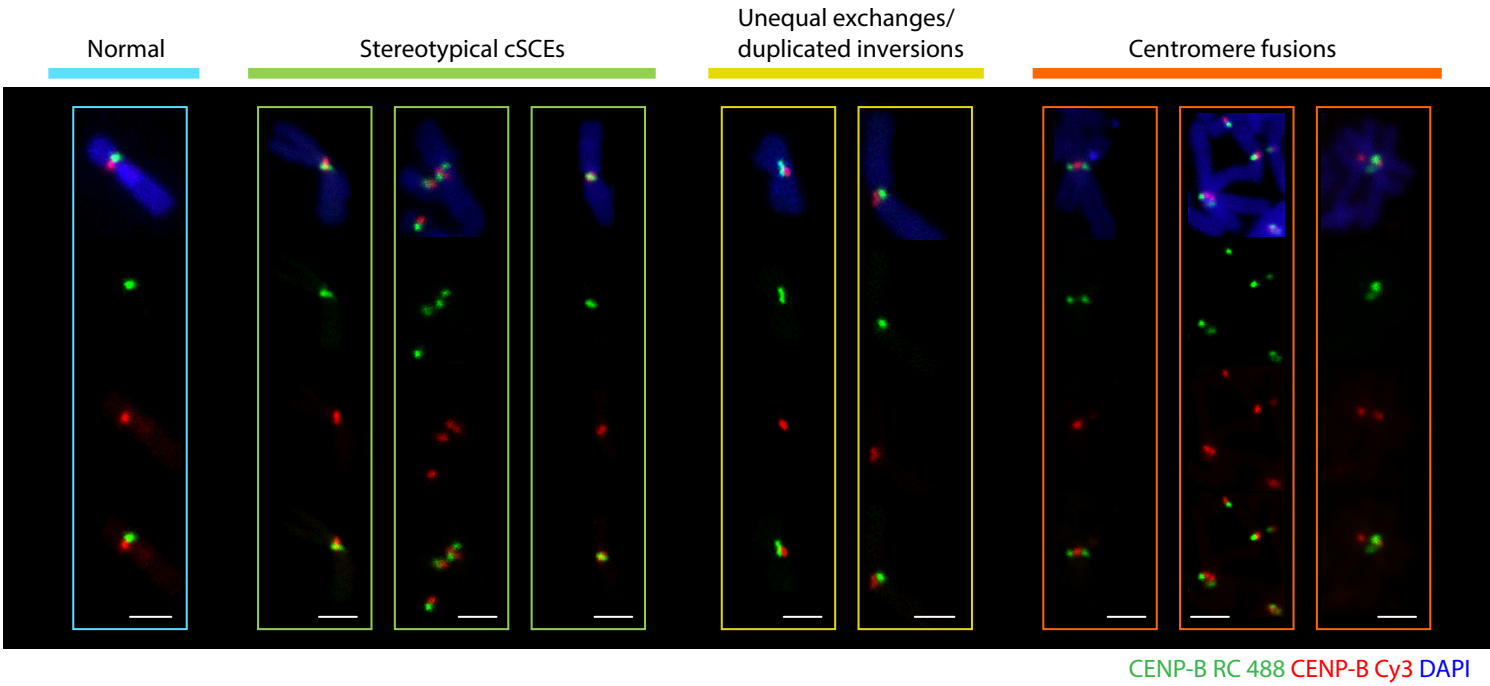 Normal
Stereotypical cSCEs
Unequal exchanges/
duplicated inversions
Centromere fusions
CENP-B RC 488 CENP-B Cy3 DAPI